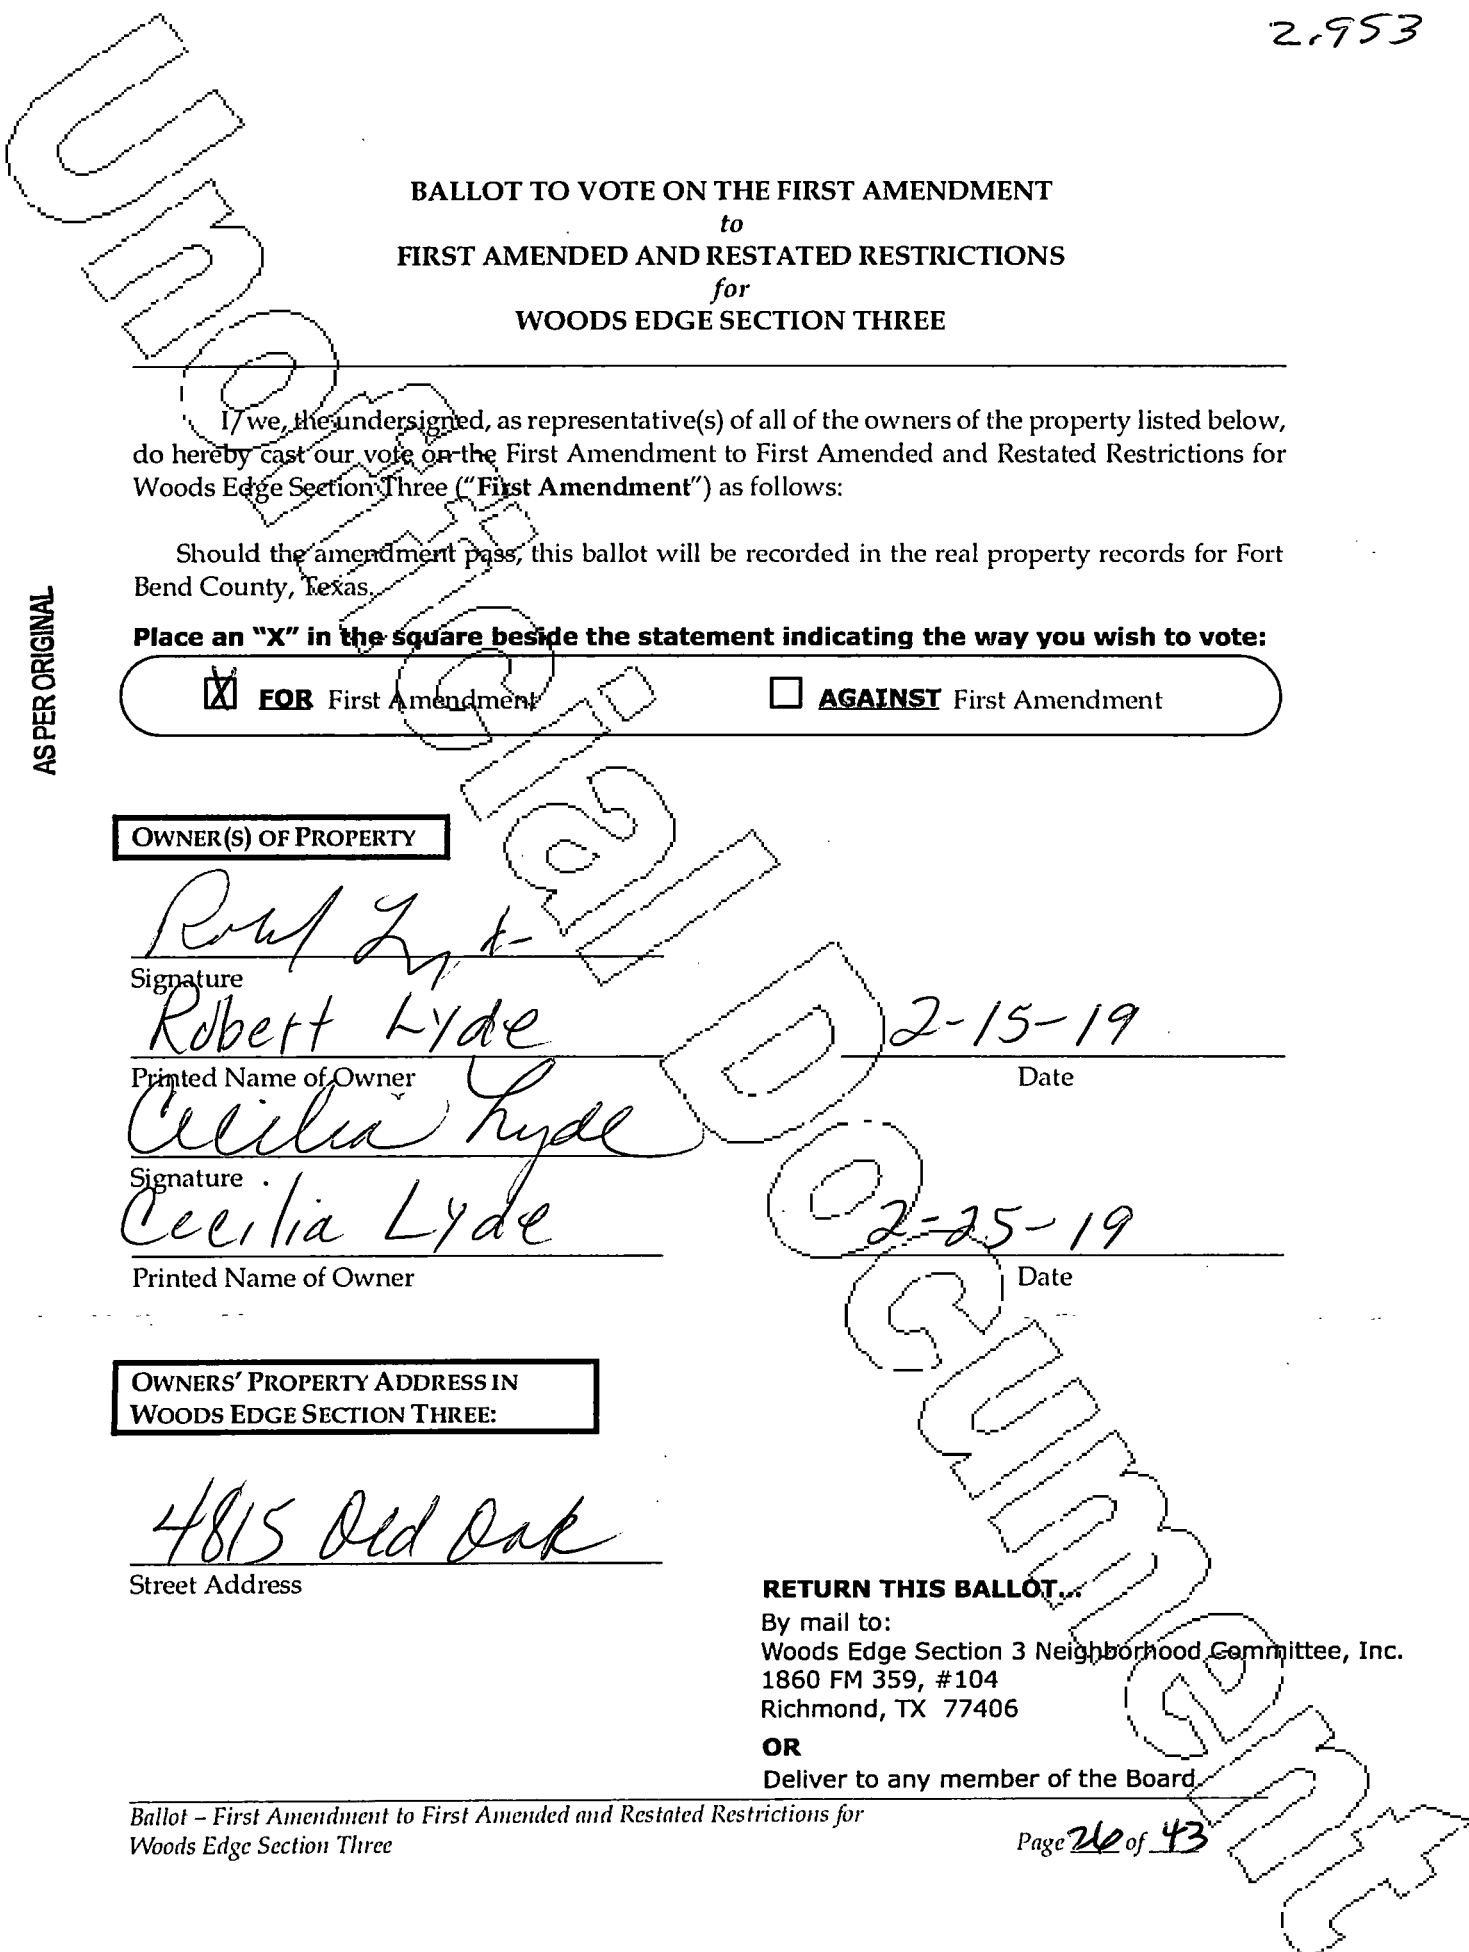 2.953
BALLOT TO VOTE ON THE FIRST AMENDMENT
to
FIRST AMENDED AND RESTATED RESTRICTIONS
for
WOODS EDGE SECTION THREE
I/we, the undersigned, as representative(s) of all of the owners of the property listed below,
do hereby cast our vote on the First Amendment to First Amended and Restated Restrictions for
Woods Edge Section Three ("First Amendment") as follows:
Should the amendment pass, this ballot will be recorded in the real property records for Fort
Bend County, Texas.
AS PER ORIGINAL
Place an "X" in the square beside the statement indicating the way you wish to vote:
X FOR First Amendment AGAINST First Amendment
OWNER(S) OF PROPERTY
Signature
Robert Lyde 2-15-19
Printed Name of Owner Date
Cecilia Lyde
Signature
Cecilia Lyde 2-25-19
Printed Name of Owner Date
OWNERS' PROPERTY ADDRESS IN
WOODS EDGE SECTION THREE:
4815 Old Oak
Street Address
RETURN THIS BALLOT...
By mail to:
Woods Edge Section 3 Neighborhood Committee, Inc.
1860 FM 359, #104
Richmond, TX 77406
OR
Deliver to any member of the Board.
Ballot – First Amendment to First Amended and Restated Restrictions for
Woods Edge Section Three
Page 26 of 43
Unofficial Document